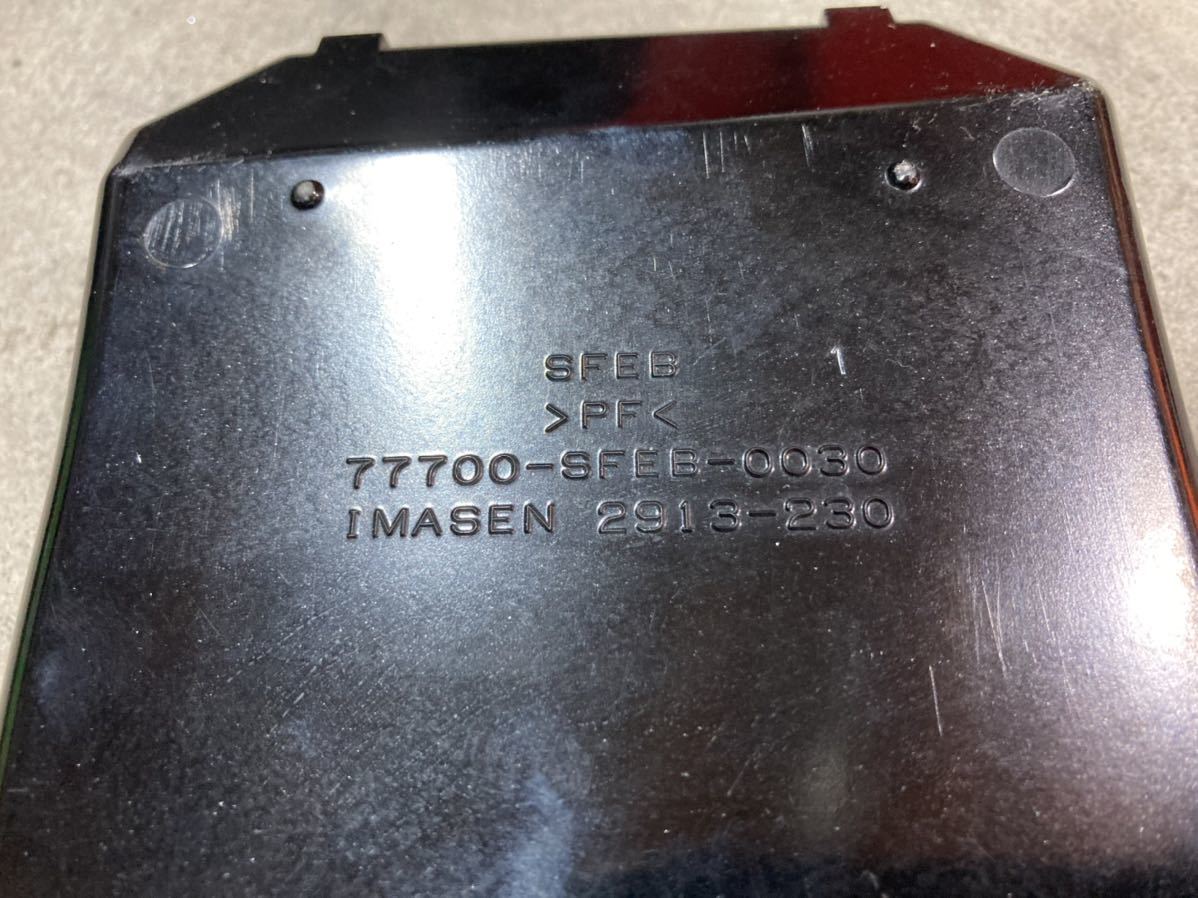 SFEB 1
>PF<
77700-SFEB-0030
IMASEN 2913-230